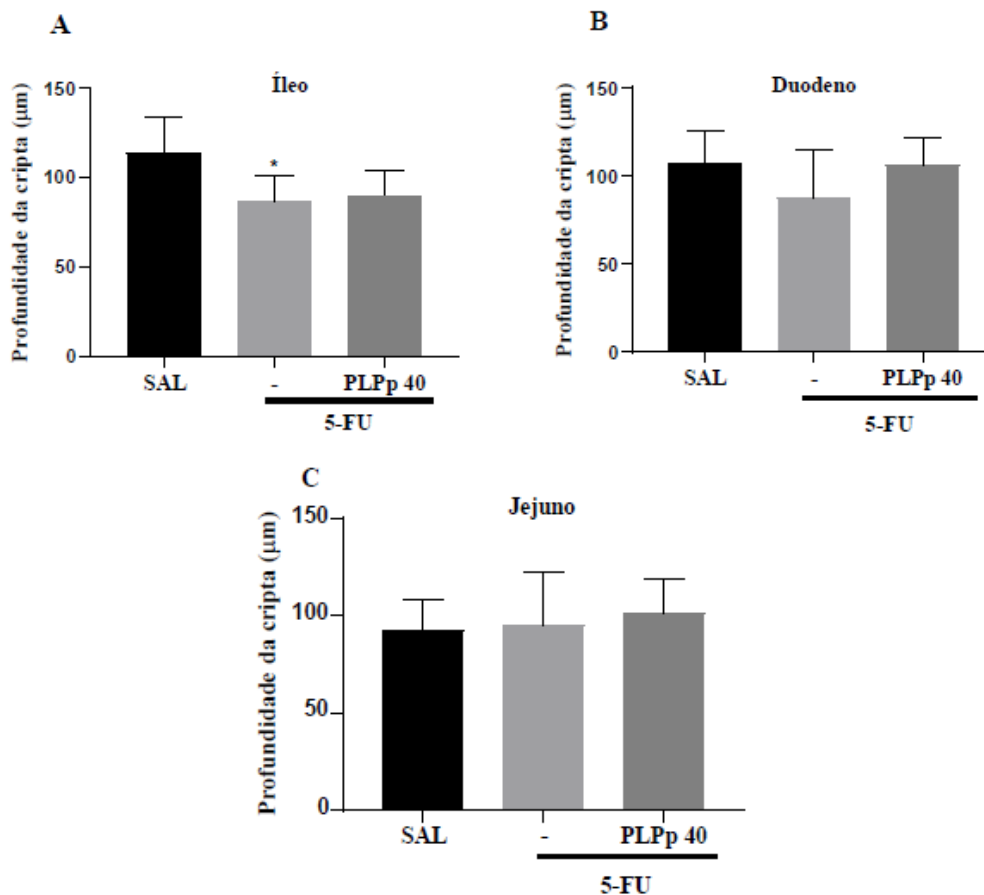 A
Íleo
Profundidade da cripta (µm)
150
100
50
0
*
SAL
-
PLPp 40
5-FU
B
Duodeno
Profundidade da cripta (µm)
150
100
50
0
SAL
-
PLPp 40
5-FU
C
Jejuno
Profundidade da cripta (µm)
150
100
50
0
SAL
-
PLPp 40
5-FU